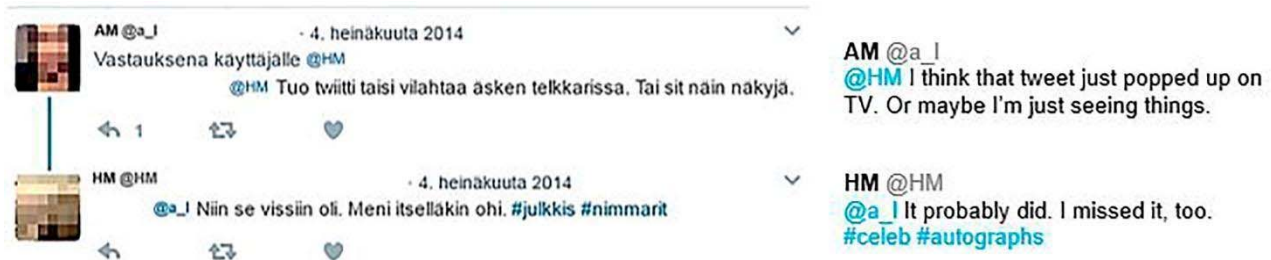 AM @a_l · 4. heinäkuuta 2014
Vastauksena käyttäjälle @HM
@HM Tuo twiitti taisi vilahtaa äsken telkkarissa. Tai sit näin näkyjä.
1
HM @HM · 4. heinäkuuta 2014
@a_l Niin se vissiin oli. Meni itselläkin ohi. #julkkis #nimmarit
AM @a_l
@HM I think that tweet just popped up on
TV. Or maybe I'm just seeing things.
HM @HM
@a_l It probably did. I missed it, too.
#celeb #autographs